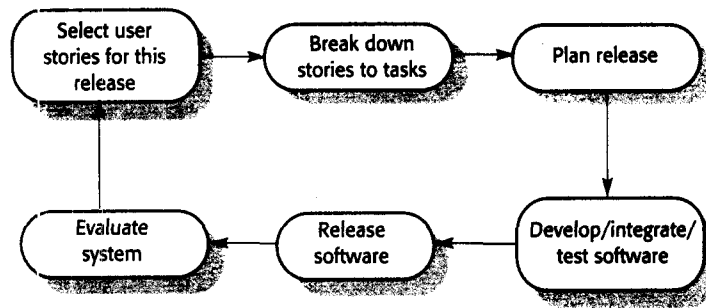 Select user
stories for this
release
Break down
stories to tasks
Plan release
Evaluate
system
Release
software
Develop/integrate/
test software